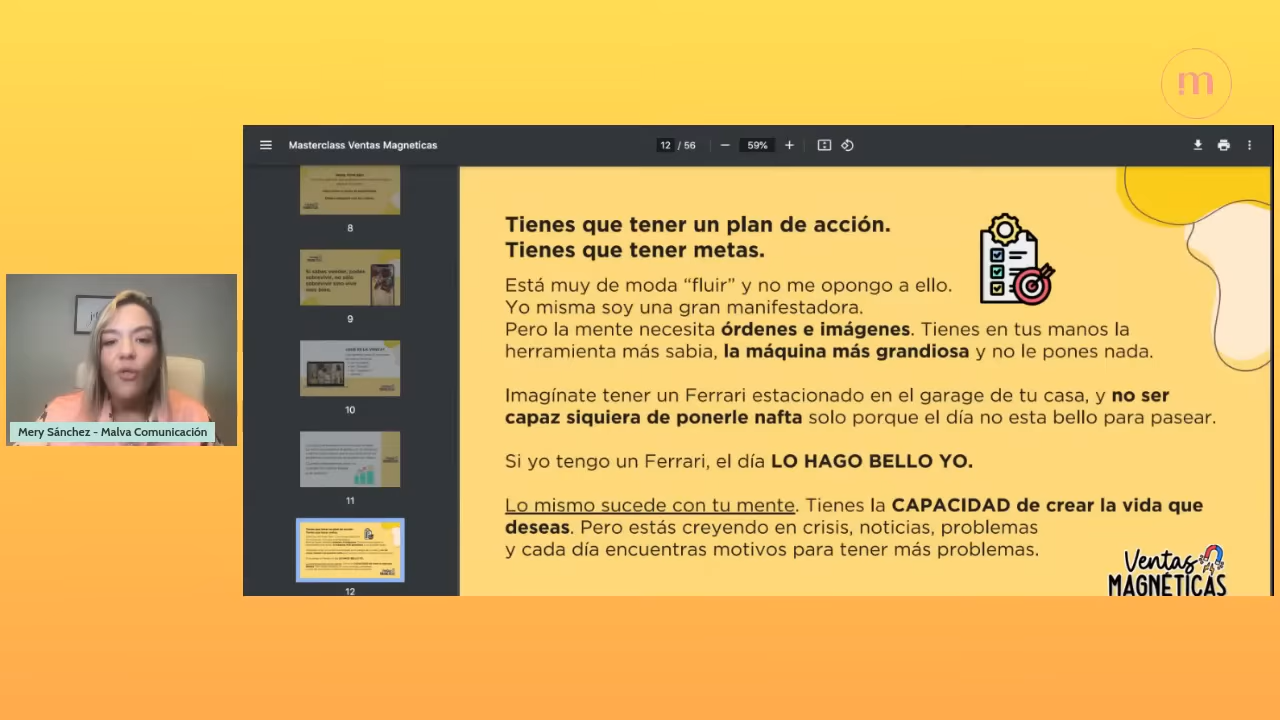 m
Masterclass Ventas Magneticas
12 / 56
59%
8
9
10
11
12
Tienes que tener un plan de acción.
Tienes que tener metas.
Está muy de moda “fluir” y no me opongo a ello.
Yo misma soy una gran manifestadora.
Pero la mente necesita órdenes e imágenes. Tienes en tus manos la
herramienta más sabia, la máquina más grandiosa y no le pones nada.
Imagínate tener un Ferrari estacionado en el garage de tu casa, y no ser
capaz siquiera de ponerle nafta solo porque el día no esta bello para pasear.
Si yo tengo un Ferrari, el día LO HAGO BELLO YO.
Lo mismo sucede con tu mente. Tienes la CAPACIDAD de crear la vida que
deseas. Pero estás creyendo en crisis, noticias, problemas
y cada día encuentras motivos para tener más problemas.
Ventas
MAGNÉTICAS
Mery Sánchez - Malva Comunicación